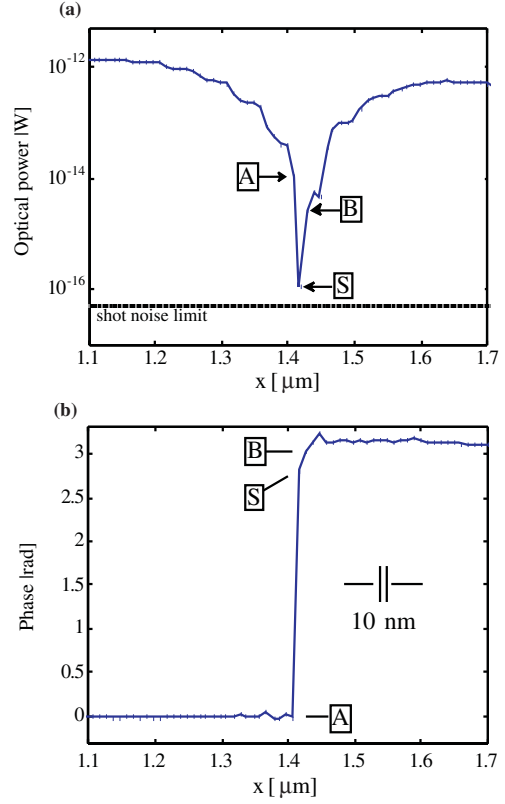 (a)
Optical power |W]
10^-12
10^-14
10^-16
A
B
S
shot noise limit
1.1 1.2 1.3 1.4 1.5 1.6 1.7
x [ μm]
(b)
Phase |rad]
3
2.5
2
1.5
1
0.5
0
B
S
10 nm
A
1.1 1.2 1.3 1.4 1.5 1.6 1.7
x [ μm]